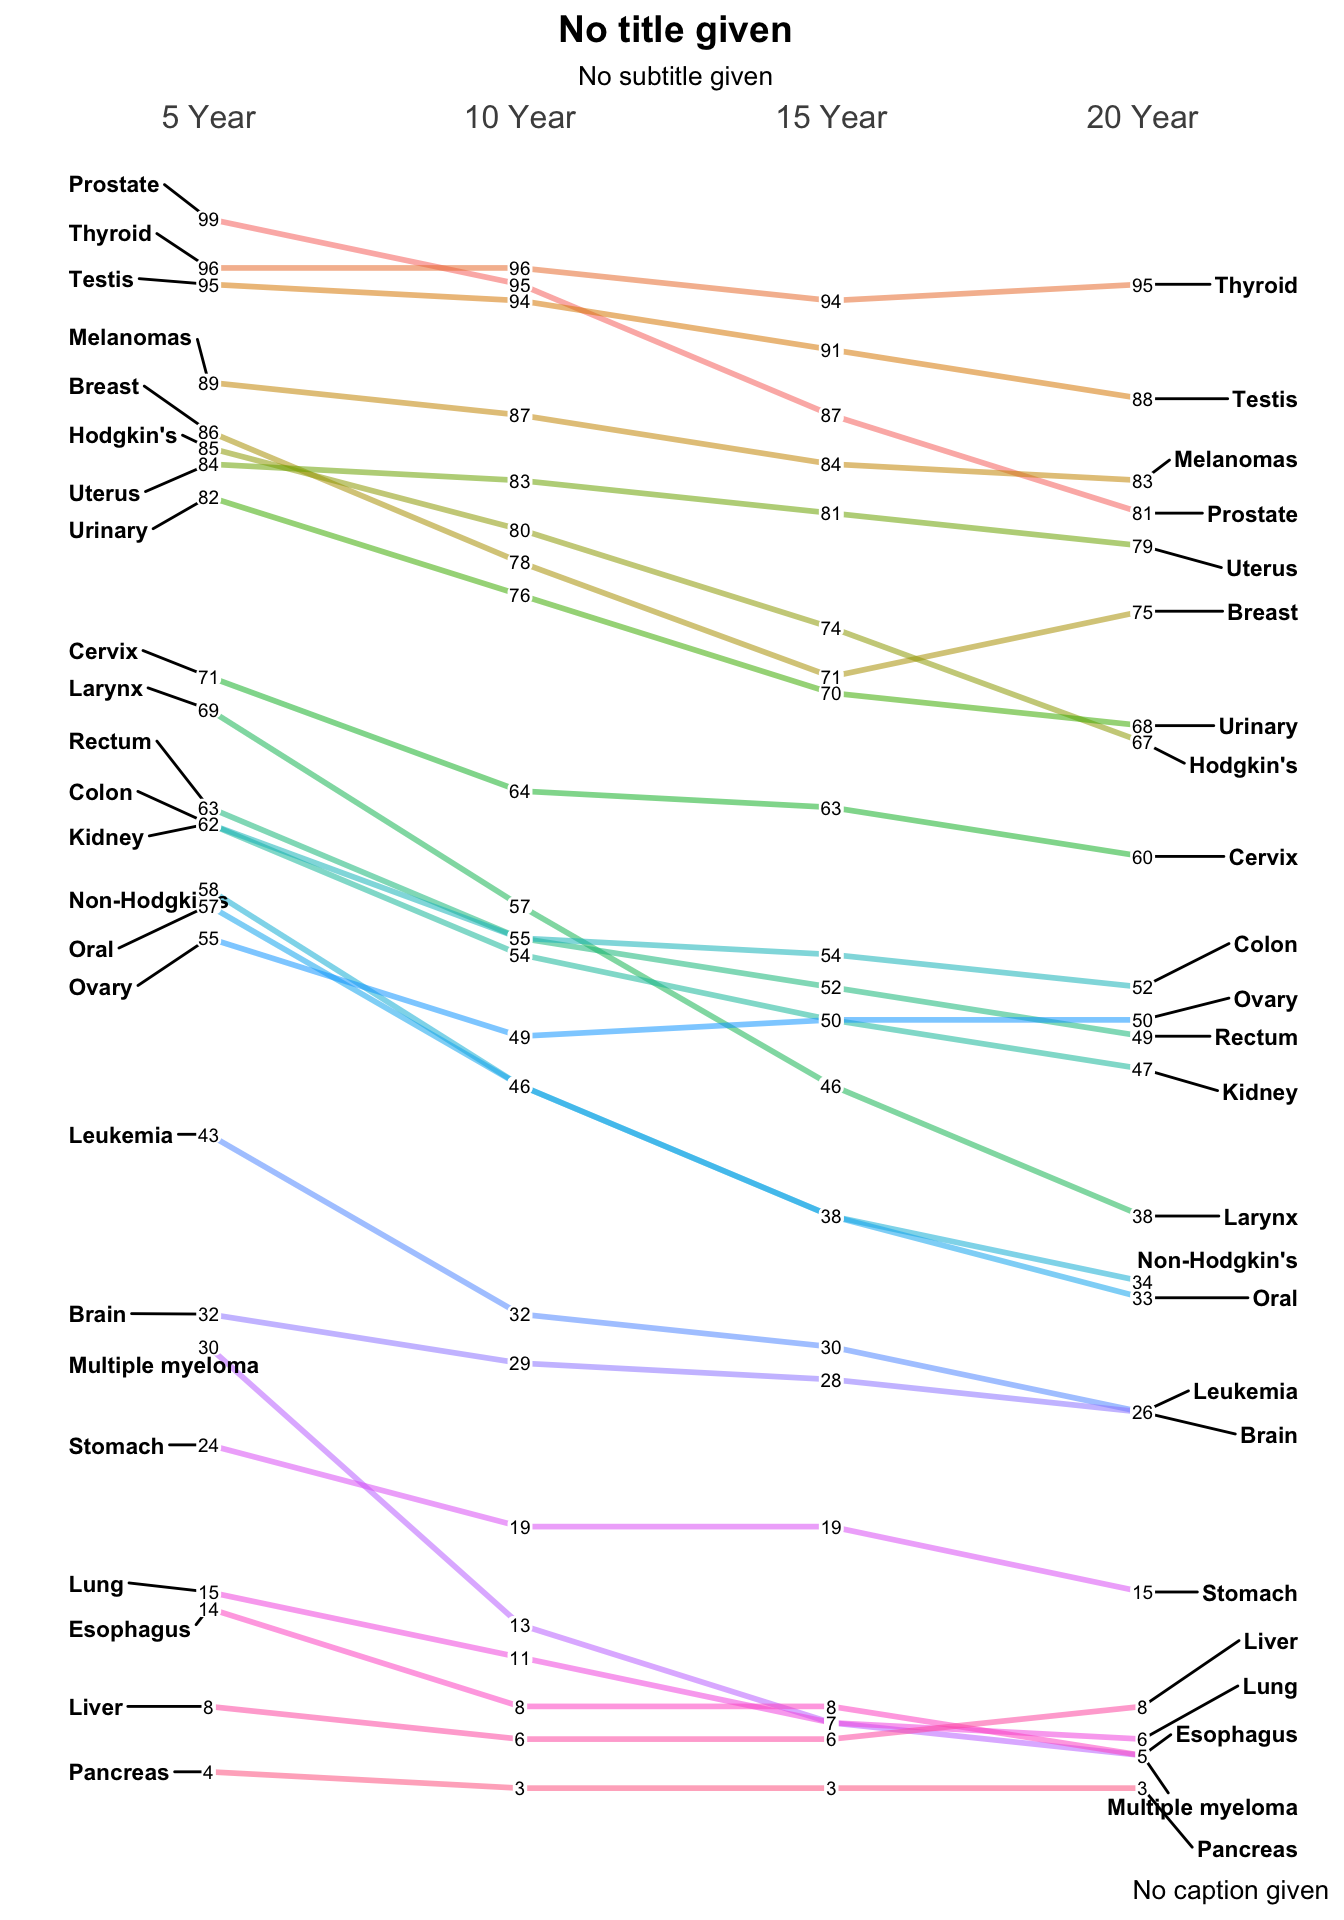 No title given
No subtitle given
5 Year 10 Year 15 Year 20 Year
Prostate
99
Thyroid
96 96
Testis 95 95 94 94 95 Thyroid
Melanomas
91
Breast 89 88 Testis
87 87
Hodgkin's 86
85
84 83 84 Melanomas
Uterus 83
82 81 81 Prostate
Urinary 80 79
78 Uterus
76 75 Breast
74
Cervix 71 71
Larynx 69 70 68 Urinary
67
Rectum Hodgkin's
Colon 63 64 63
Kidney 62 60 Cervix
58
Non-Hodgkin's 57 57
Oral 55 55 54 54 Colon
Ovary 52 52
50 50 Ovary
49 49 Rectum
47
46 46 Kidney
Leukemia 43
38 38 Larynx
Non-Hodgkin's
34
33 Oral
Brain 32 32
30 30
Multiple myeloma 29 28
Leukemia
26
Brain
Stomach 24
19 19
Lung 15 15 Stomach
14
Esophagus 13 Liver
11
Liver 8 8 8 8 Lung
7
6 6 6 Esophagus
5
Pancreas 4 3 3 3
Multiple myeloma
Pancreas
No caption given